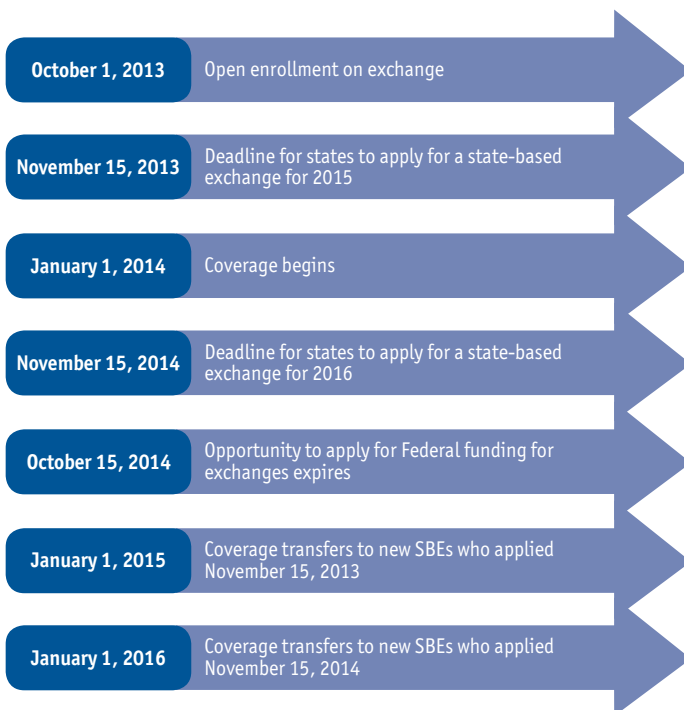 October 1, 2013
Open enrollment on exchange
November 15, 2013
Deadline for states to apply for a state-based
exchange for 2015
January 1, 2014
Coverage begins
November 15, 2014
Deadline for states to apply for a state-based
exchange for 2016
October 15, 2014
Opportunity to apply for Federal funding for
exchanges expires
January 1, 2015
Coverage transfers to new SBEs who applied
November 15, 2013
January 1, 2016
Coverage transfers to new SBEs who applied
November 15, 2014